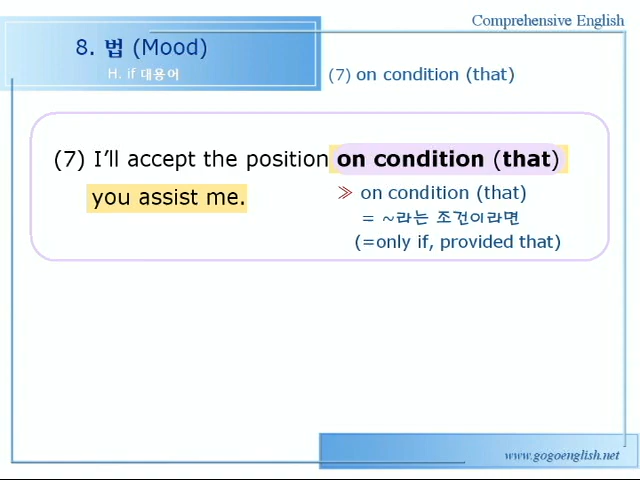 Comprehensive English
8. 법 (Mood)
H. if 대용어
(7) on condition (that)
(7) I'll accept the position on condition (that)
you assist me.
≫ on condition (that)
= ~라는 조건이라면
(=only if, provided that)
www.gogoenglish.net